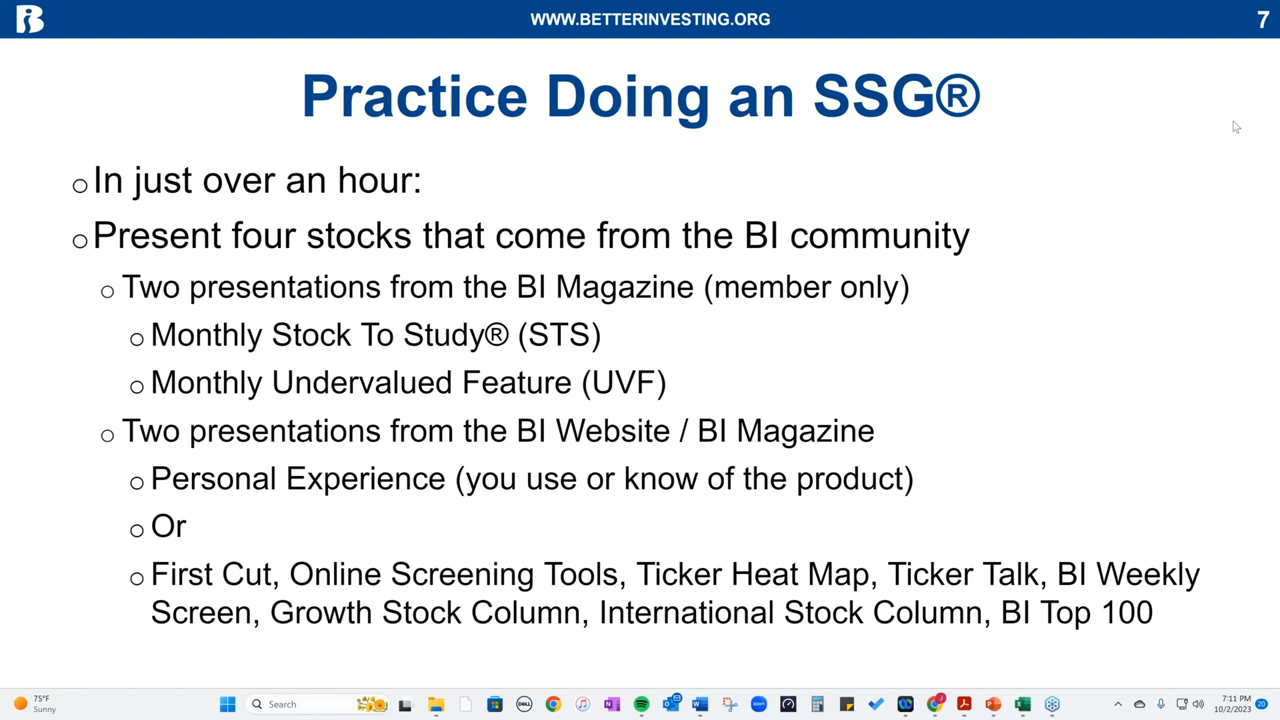 WWW.BETTERINVESTING.ORG
7
Practice Doing an SSG®
In just over an hour:
Present four stocks that come from the BI community
Two presentations from the BI Magazine (member only)
Monthly Stock To Study® (STS)
Monthly Undervalued Feature (UVF)
Two presentations from the BI Website / BI Magazine
Personal Experience (you use or know of the product)
Or
First Cut, Online Screening Tools, Ticker Heat Map, Ticker Talk, BI Weekly
Screen, Growth Stock Column, International Stock Column, BI Top 100
75°F
Sunny
Search
DELL
zoom
7:11 PM
10/2/2023
20